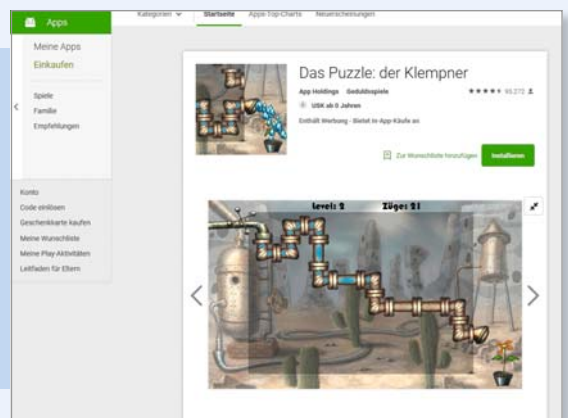 Apps
Kategorien
Startseite
Apps-Top-Charts
Neuerscheinungen
Meine Apps
Einkaufen
Spiele
Familie
Empfehlungen
Konto
Code einlösen
Geschenkkarte kaufen
Meine Wunschliste
Meine Play-Aktivitäten
Leitfaden für Eltern
Das Puzzle: der Klempner
App Holdings Geduldsspiele
93.272
USK ab 0 Jahren
Enthält Werbung · Bietet In-App-Käufe an
Zur Wunschliste hinzufügen
Installieren
Level: 2 Züge: 21